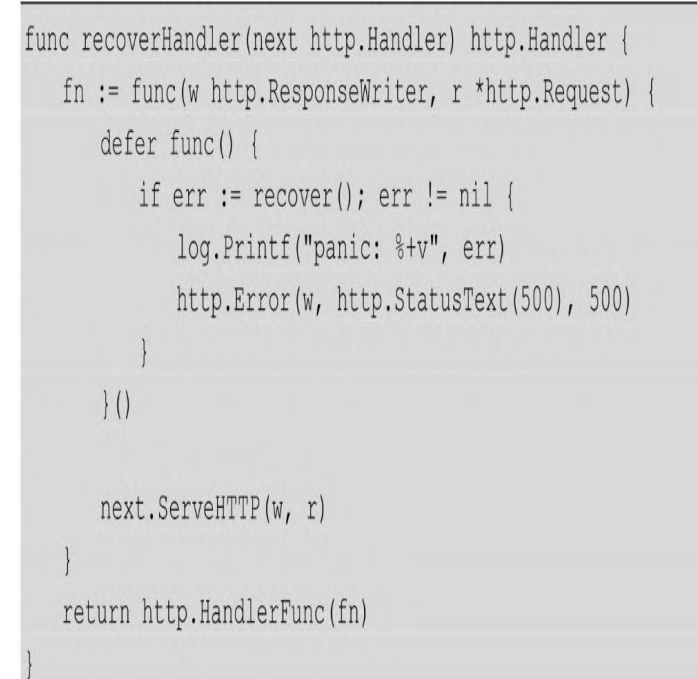 func recoverHandler(next http.Handler) http.Handler {
fn := func(w http.ResponseWriter, r *http.Request) {
defer func() {
if err := recover(); err != nil {
log.Printf("panic: %+v", err)
http.Error(w, http.StatusText(500), 500)
}
}()
next.ServeHTTP(w, r)
}
return http.HandlerFunc(fn)
}